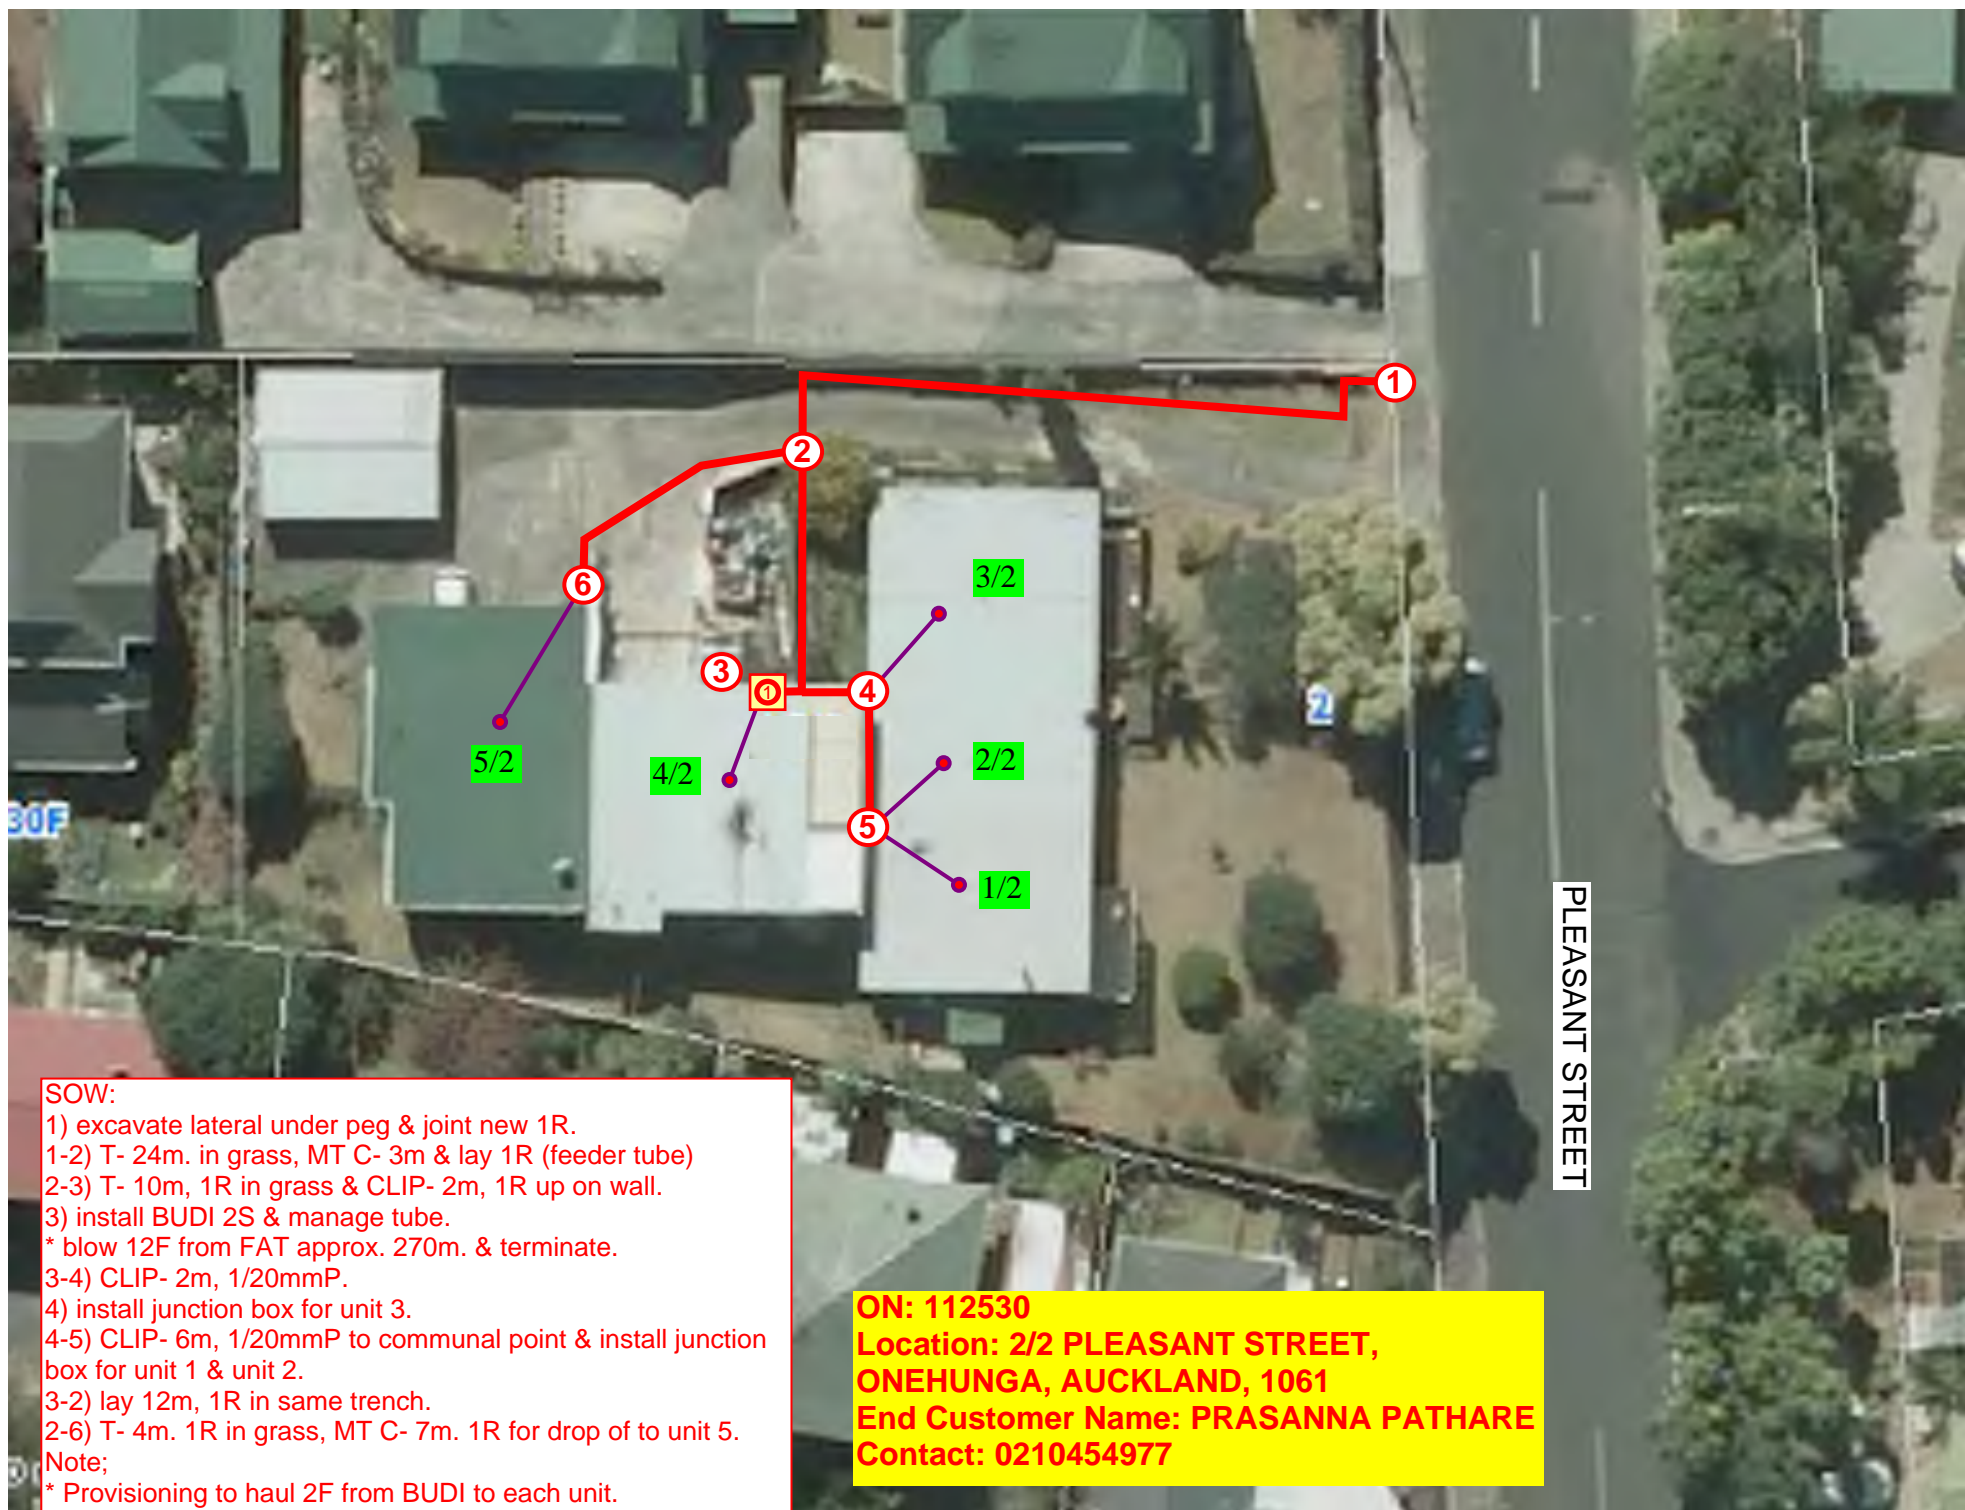 1
2
6
3/2
3
1
4
2
2/2
5/2
4/2
30F
5
1/2
PLEASANT STREET
SOW:
1) excavate lateral under peg & joint new 1R.
1-2) T- 24m. in grass, MT C- 3m & lay 1R (feeder tube)
2-3) T- 10m, 1R in grass & CLIP- 2m, 1R up on wall.
3) install BUDI 2S & manage tube.
* blow 12F from FAT approx. 270m. & terminate.
3-4) CLIP- 2m, 1/20mmP.
4) install junction box for unit 3.
4-5) CLIP- 6m, 1/20mmP to communal point & install junction
box for unit 1 & unit 2.
3-2) lay 12m, 1R in same trench.
2-6) T- 4m. 1R in grass, MT C- 7m. 1R for drop of to unit 5.
Note;
* Provisioning to haul 2F from BUDI to each unit.
ON: 112530
Location: 2/2 PLEASANT STREET,
ONEHUNGA, AUCKLAND, 1061
End Customer Name: PRASANNA PATHARE
Contact: 0210454977